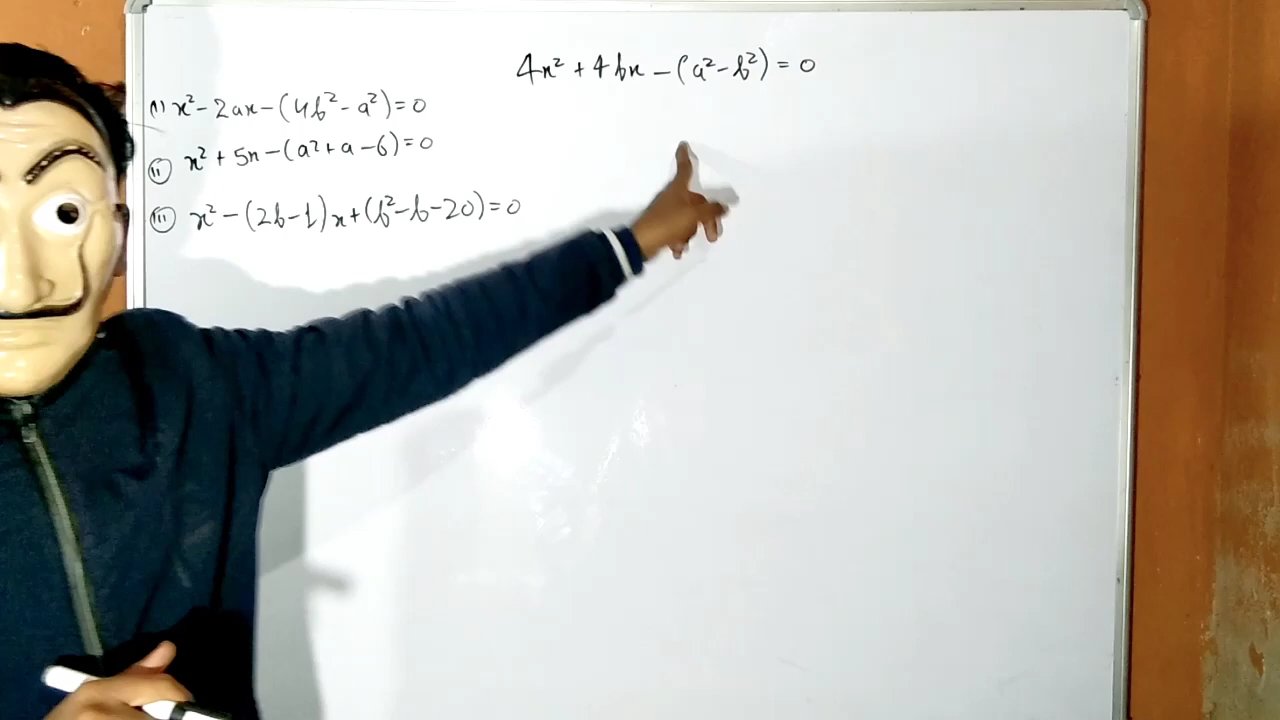 4x² + 4bx - (a² - b²) = 0
(i) x² - 2ax - (4b² - a²) = 0
(ii) x² + 5x - (a² + a - 6) = 0
(iii) x² - (2b - 1)x + (b² - b - 20) = 0